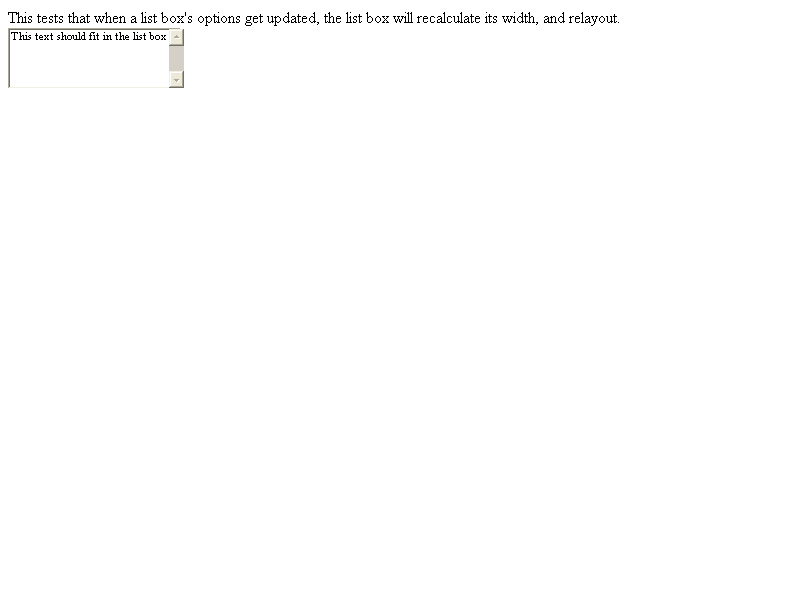 This tests that when a list box's options get updated, the list box will recalculate its width, and relayout.
This text should fit in the list box